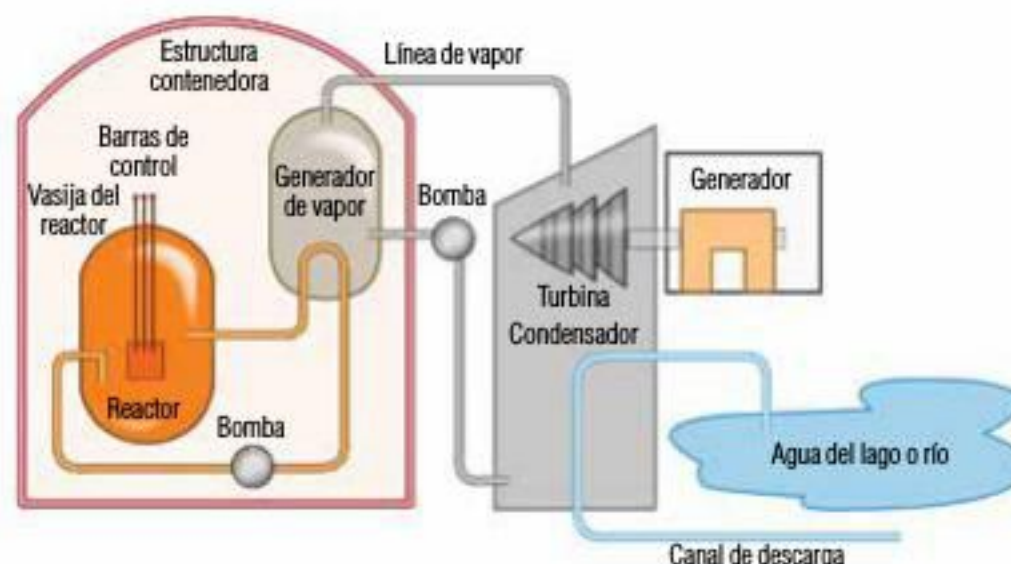 Estructura
contenedora
Línea de vapor
Barras de
control
Vasija del
reactor
Generador
de vapor
Bomba
Generador
Turbina
Condensador
Reactor
Bomba
Agua del lago o río
Canal de descarga